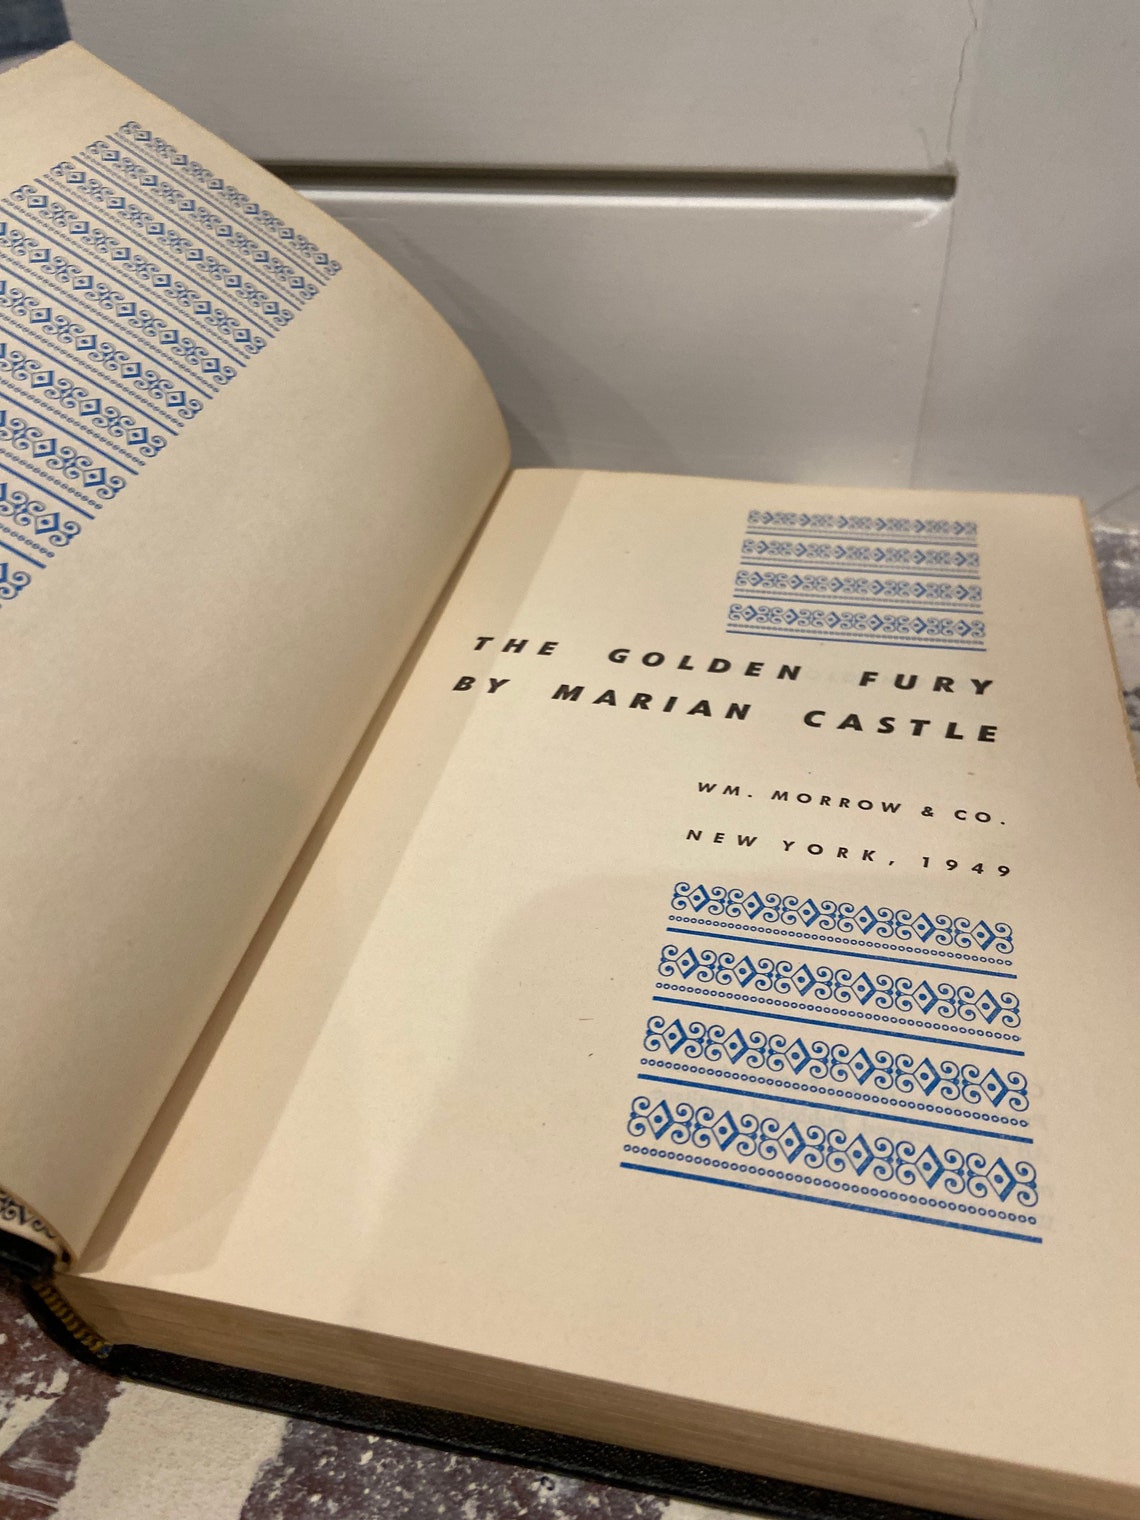 THE GOLDEN FURY
BY MARIAN CASTLE
WM. MORROW & CO.
NEW YORK, 1949